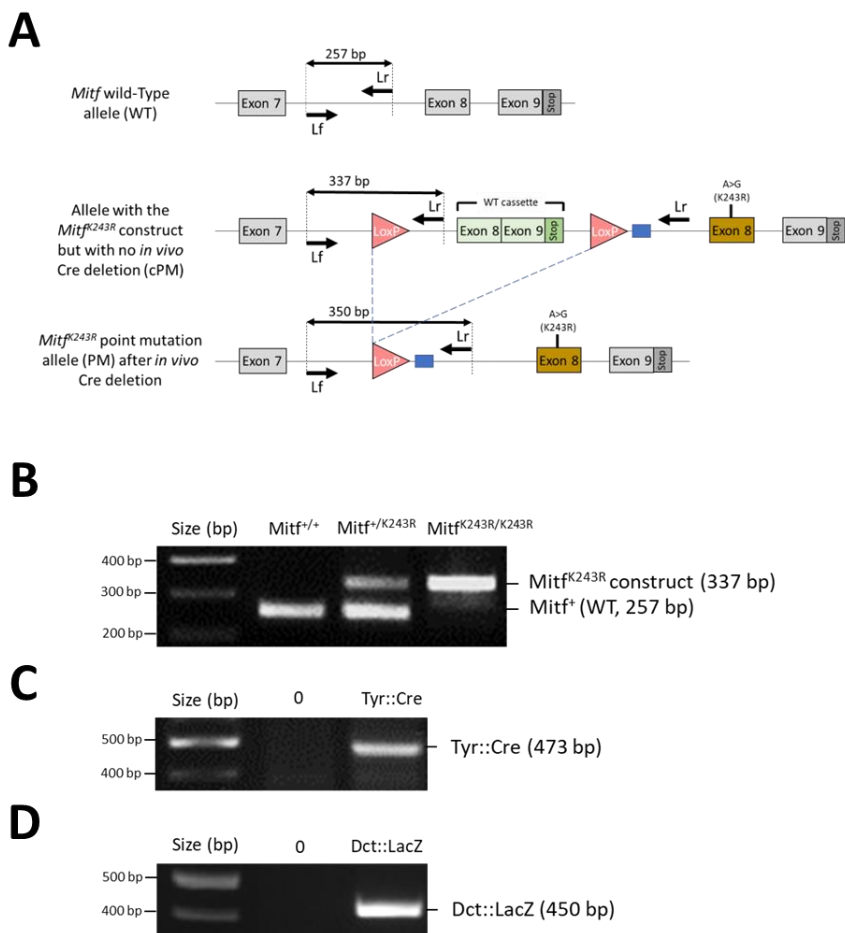 A
257 bp
Lr
Mitf wild-Type
allele (WT)
Exon 7
Exon 8
Exon 9
Stop
Lf
337 bp
WT cassette
A>G
(K243R)
Allele with the
Mitf^K243R construct
but with no in vivo
Cre deletion (cPM)
Lr
Lr
Exon 7
LoxP
Exon 8 Exon 9 Stop
LoxP
Exon 8
Exon 9
Stop
Lf
350 bp
A>G
(K243R)
Mitf^K243R point mutation
allele (PM) after in vivo
Cre deletion
Lr
Exon 7
LoxP
Exon 8
Exon 9
Stop
Lf
B
Size (bp) Mitf+/+ Mitf+/K243R MitfK243R/K243R
400 bp
300 bp
200 bp
MitfK243R construct (337 bp)
Mitf+ (WT, 257 bp)
C
Size (bp) 0 Tyr::Cre
500 bp
400 bp
Tyr::Cre (473 bp)
D
Size (bp) 0 Dct::LacZ
500 bp
400 bp
Dct::LacZ (450 bp)